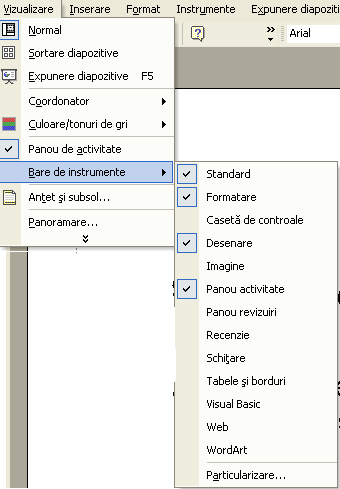 Vizualizare Inserare Format Instrumente Expunere diapoziti
Normal
Sortare diapozitive
Expunere diapozitive F5
Coordonator
Culoare/tonuri de gri
Panou de activitate
Bare de instrumente
Antet și subsol...
Panoramare...
Arial
Standard
Formatare
Casetă de controale
Desenare
Imagine
Panou activitate
Panou revizuiri
Recenzie
Schițare
Tabele și borduri
Visual Basic
Web
WordArt
Particularizare...